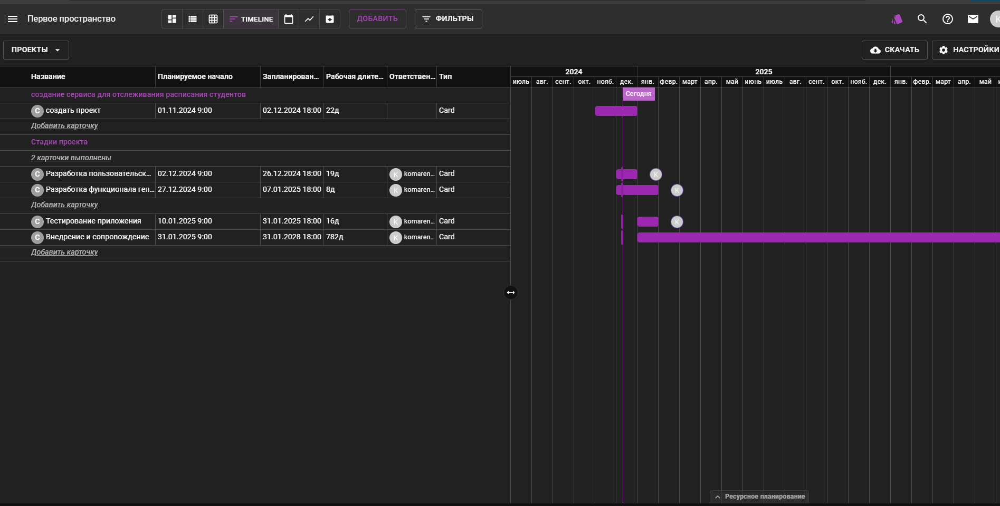 Первое пространство
TIMELINE
ДОБАВИТЬ
ФИЛЬТРЫ
K
ПРОЕКТЫ
СКАЧАТЬ
НАСТРОЙКИ
Название Планируемое начало Запланирован... Рабочая длите... Ответствен... Тип
2024 2025
июль авг. сент. окт. нояб. дек. янв. февр. март апр. май июнь июль авг. сент. окт. нояб. дек. янв. февр. март апр. май
создание сервиса для отслеживания расписания студентов
Сегодня
C создать проект 01.11.2024 9:00 02.12.2024 18:00 22д Card
Добавить карточку
Стадии проекта
2 карточки выполнены
C Разработка пользовательск... 02.12.2024 9:00 26.12.2024 18:00 19д K komaren... Card K
C Разработка функционала ген... 27.12.2024 9:00 07.01.2025 18:00 8д K komaren... Card K
Добавить карточку
C Тестирование приложения 10.01.2025 9:00 31.01.2025 18:00 16д K komaren... Card K
C Внедрение и сопровождение 31.01.2025 9:00 31.01.2028 18:00 782д K komaren... Card
Добавить карточку
Ресурсное планирование